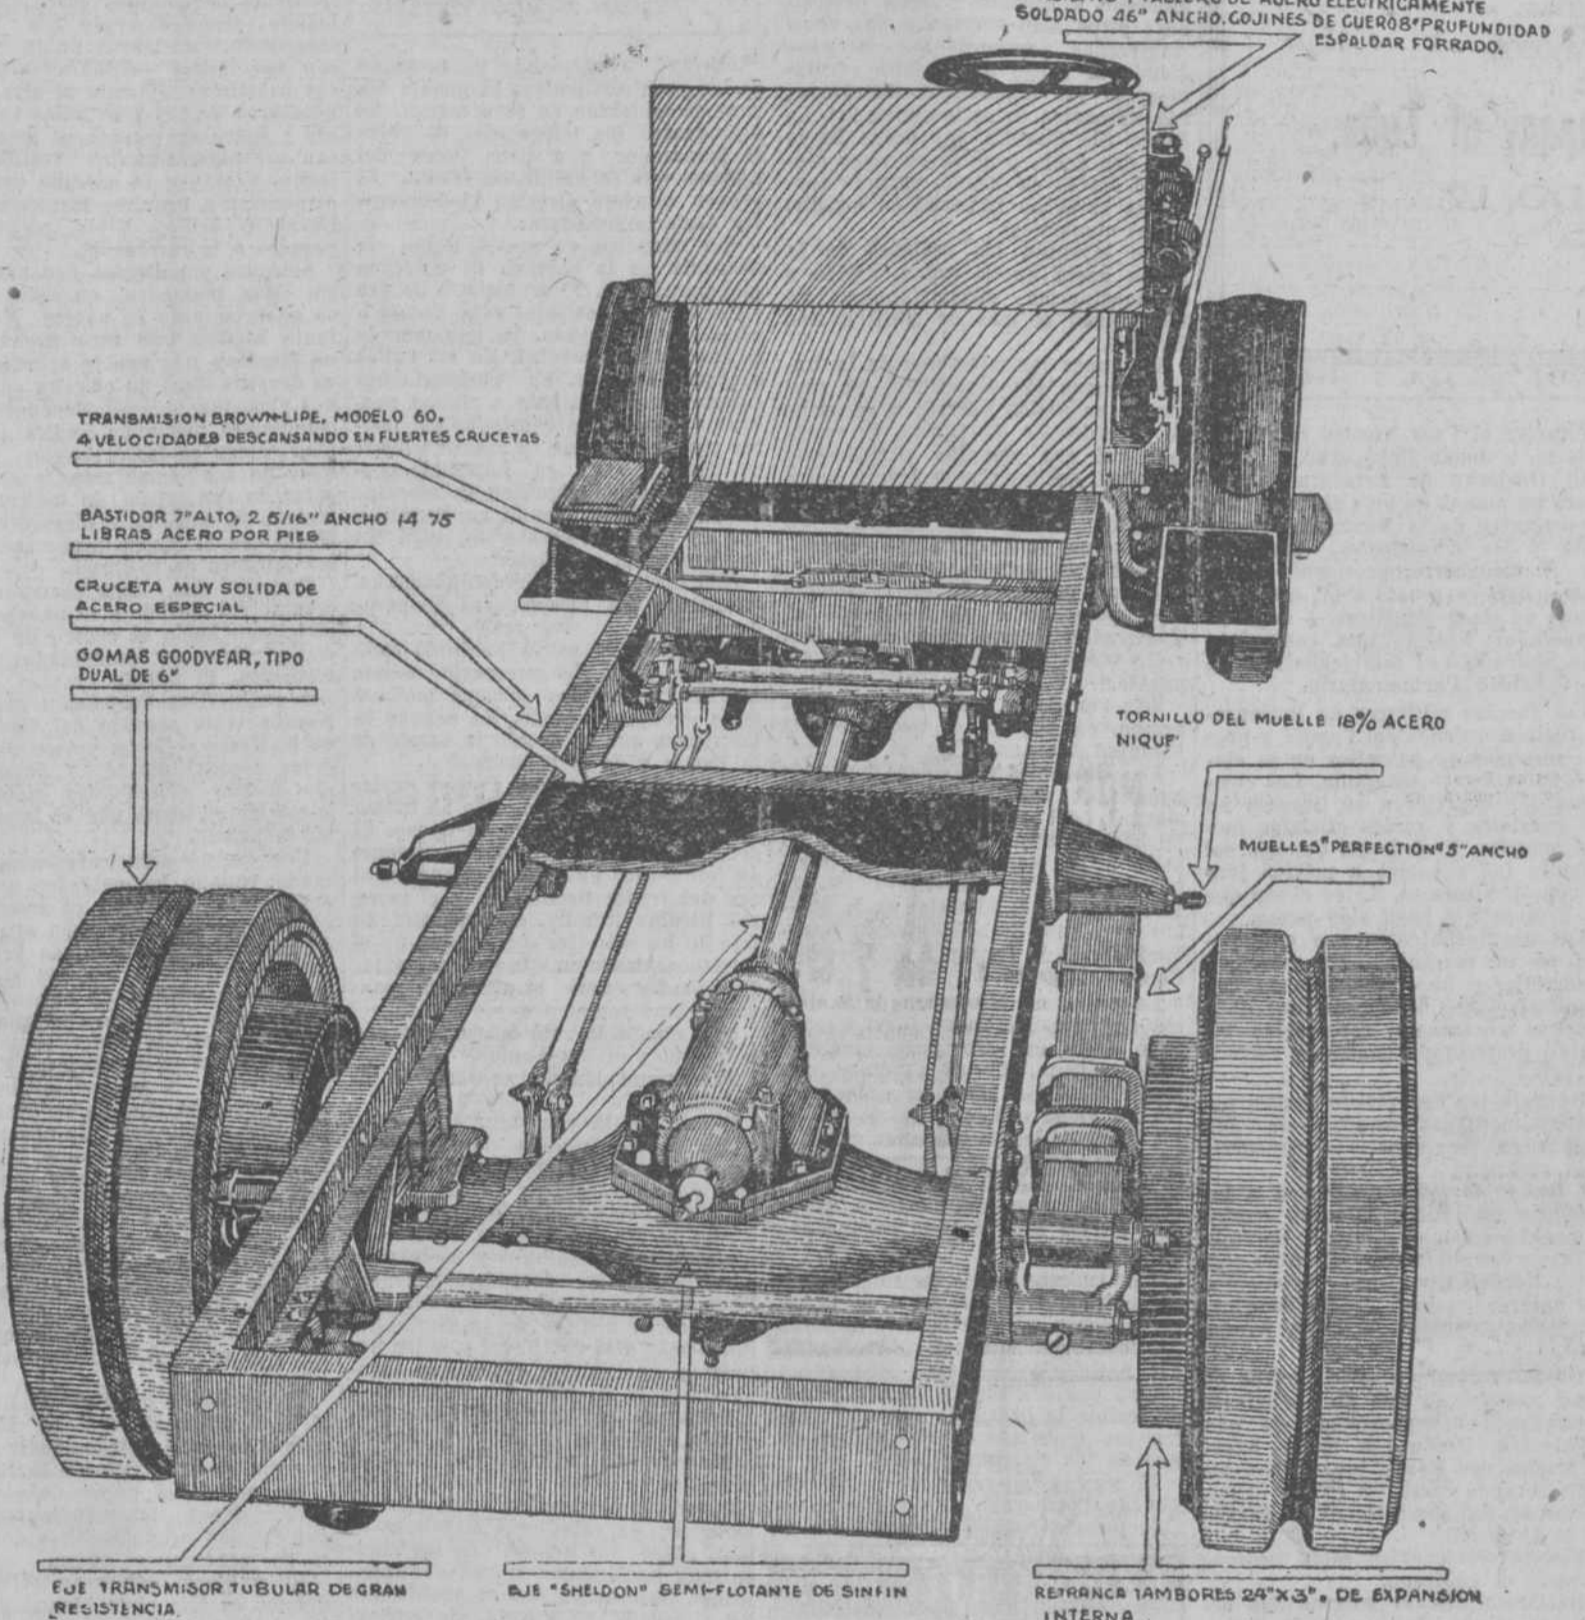 SOLDADO 46" ANCHO. COJINES DE CUERO 8" PRUFUNDIDAD
ESPALDAR FORRADO.
TRANSMISION BROWN-LIPE, MODELO 60.
4 VELOCIDADES DESCANSANDO EN FUERTES CRUCETAS
BASTIDOR 7" ALTO, 2 5/16" ANCHO 14 75
LIBRAS ACERO POR PIES
CRUCETA MUY SOLIDA DE
ACERO ESPECIAL
GOMAS GOODYEAR, TIPO
DUAL DE 6"
TORNILLO DEL MUELLE 18% ACERO
NIQUE
MUELLES "PERFECTION" 5" ANCHO
EJE TRANSMISOR TUBULAR DE GRAN
RESISTENCIA.
EJE "SHELDON" SEMI-FLOTANTE DE SINFIN
RETRANCA TAMBORES 24" X 3". DE EXPANSION
INTERNA